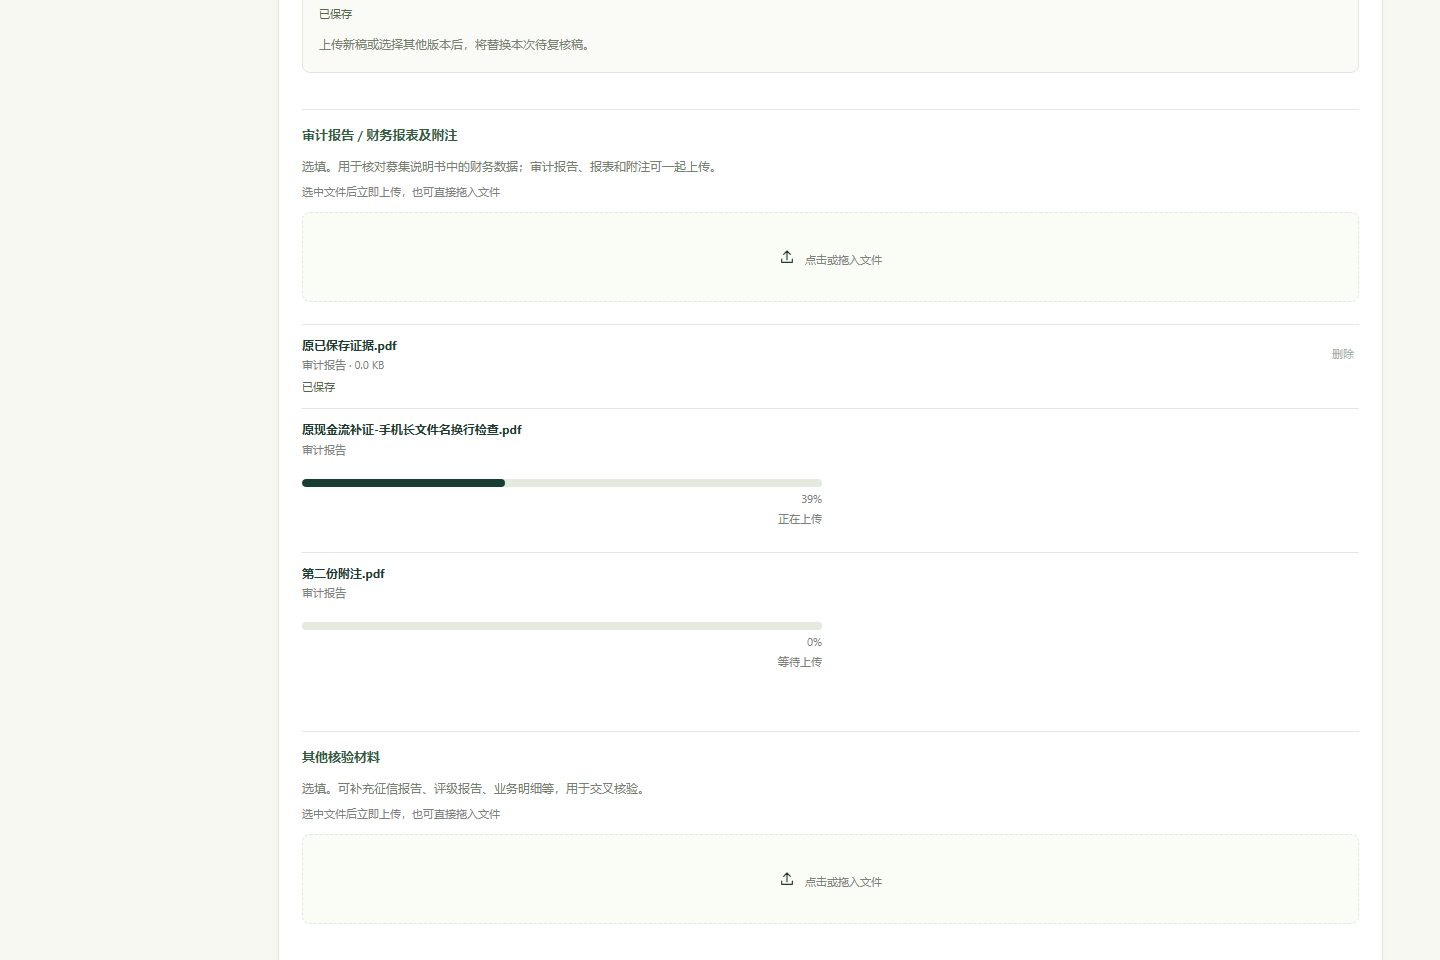 已保存
上传新稿或选择其他版本后，将替换本次待复核稿。
审计报告 / 财务报表及附注
选填。用于核对募集说明书中的财务数据；审计报告、报表和附注可一起上传。
选中文件后立即上传，也可直接拖入文件
点击或拖入文件
原已保存证据.pdf
审计报告 · 0.0 KB
已保存
删除
原现金流补证-手机长文件名换行检查.pdf
审计报告
39%
正在上传
第二份附注.pdf
审计报告
0%
等待上传
其他核验材料
选填。可补充征信报告、评级报告、业务明细等，用于交叉核验。
选中文件后立即上传，也可直接拖入文件
点击或拖入文件